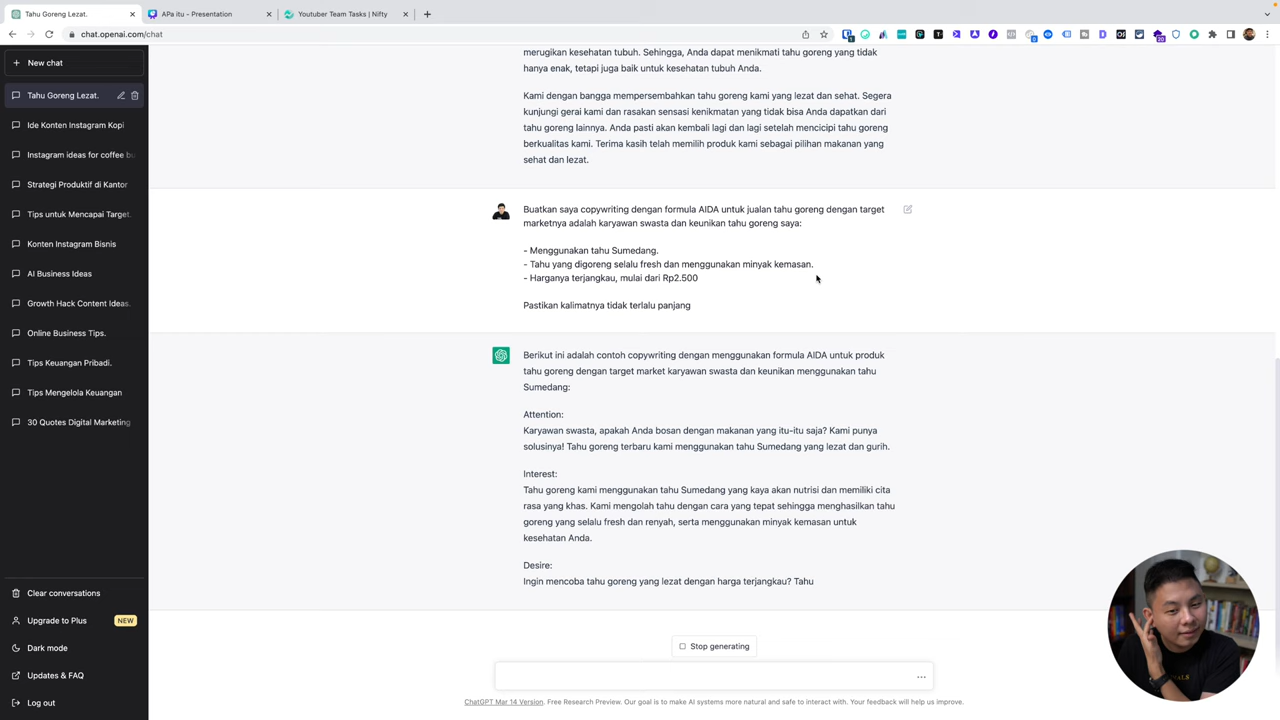 Tahu Goreng Lezat.
APa itu - Presentation
Youtuber Team Tasks | Nifty
chat.openai.com/chat
New chat
Tahu Goreng Lezat.
Ide Konten Instagram Kopi
Instagram ideas for coffee bu
Strategi Produktif di Kantor
Tips untuk Mencapai Target.
Konten Instagram Bisnis
AI Business Ideas
Growth Hack Content Ideas.
Online Business Tips.
Tips Keuangan Pribadi.
Tips Mengelola Keuangan
30 Quotes Digital Marketing
Clear conversations
Upgrade to Plus NEW
Dark mode
Updates & FAQ
Log out
merugikan kesehatan tubuh. Sehingga, Anda dapat menikmati tahu goreng yang tidak
hanya enak, tetapi juga baik untuk kesehatan tubuh Anda.
Kami dengan bangga mempersembahkan tahu goreng kami yang lezat dan sehat. Segera
kunjungi gerai kami dan rasakan sensasi kenikmatan yang tidak bisa Anda dapatkan dari
tahu goreng lainnya. Anda pasti akan kembali lagi dan lagi setelah mencicipi tahu goreng
berkualitas kami. Terima kasih telah memilih produk kami sebagai pilihan makanan yang
sehat dan lezat.
Buatkan saya copywriting dengan formula AIDA untuk jualan tahu goreng dengan target
marketnya adalah karyawan swasta dan keunikan tahu goreng saya:
- Menggunakan tahu Sumedang.
- Tahu yang digoreng selalu fresh dan menggunakan minyak kemasan.
- Harganya terjangkau, mulai dari Rp2.500
Pastikan kalimatnya tidak terlalu panjang
Berikut ini adalah contoh copywriting dengan menggunakan formula AIDA untuk produk
tahu goreng dengan target market karyawan swasta dan keunikan menggunakan tahu
Sumedang:
Attention:
Karyawan swasta, apakah Anda bosan dengan makanan yang itu-itu saja? Kami punya
solusinya! Tahu goreng terbaru kami menggunakan tahu Sumedang yang lezat dan gurih.
Interest:
Tahu goreng kami menggunakan tahu Sumedang yang kaya akan nutrisi dan memiliki cita
rasa yang khas. Kami mengolah tahu dengan cara yang tepat sehingga menghasilkan tahu
goreng yang selalu fresh dan renyah, serta menggunakan minyak kemasan untuk
kesehatan Anda.
Desire:
Ingin mencoba tahu goreng yang lezat dengan harga terjangkau? Tahu
Stop generating
ChatGPT Mar 14 Version. Free Research Preview. Our goal is to make AI systems more natural and safe to interact with. Your feedback will help us improve.